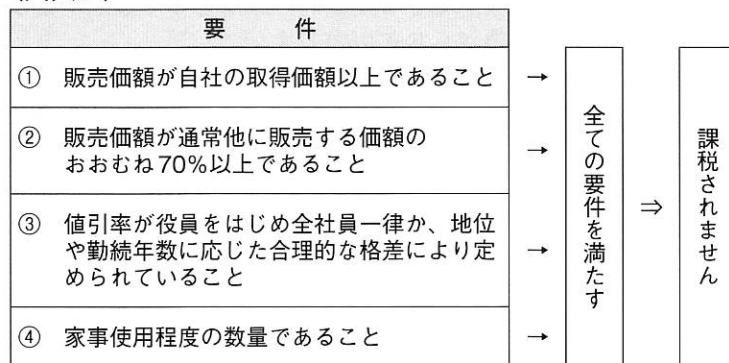 要 件
① 販売価額が自社の取得価額以上であること →
② 販売価額が通常他に販売する価額の
おおむね70%以上であること →
③ 値引率が役員をはじめ全社員一律か、地位
や勤続年数に応じた合理的な格差により定 →
められていること
④ 家事使用程度の数量であること →
全ての要件を満たす
⇒
課税されません